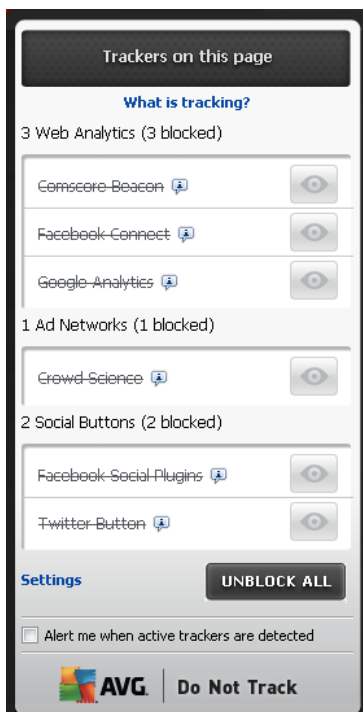 Trackers on this page
What is tracking?
3 Web Analytics (3 blocked)
Comscore Beacon
Facebook Connect
Google Analytics
1 Ad Networks (1 blocked)
Crowd Science
2 Social Buttons (2 blocked)
Facebook Social Plugins
Twitter Button
Settings UNBLOCK ALL
Alert me when active trackers are detected
AVG. Do Not Track